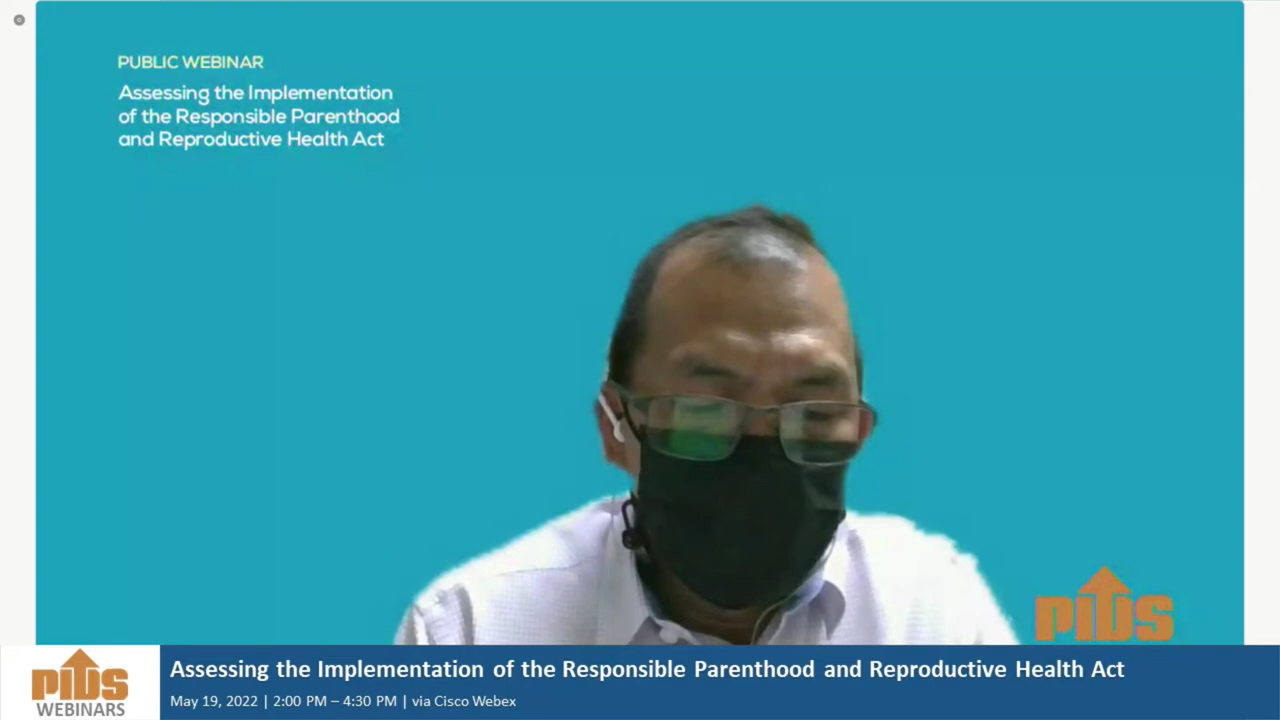 PUBLIC WEBINAR
Assessing the Implementation
of the Responsible Parenthood
and Reproductive Health Act
PIDS
PIDS
WEBINARS
Assessing the Implementation of the Responsible Parenthood and Reproductive Health Act
May 19, 2022 | 2:00 PM – 4:30 PM | via Cisco Webex